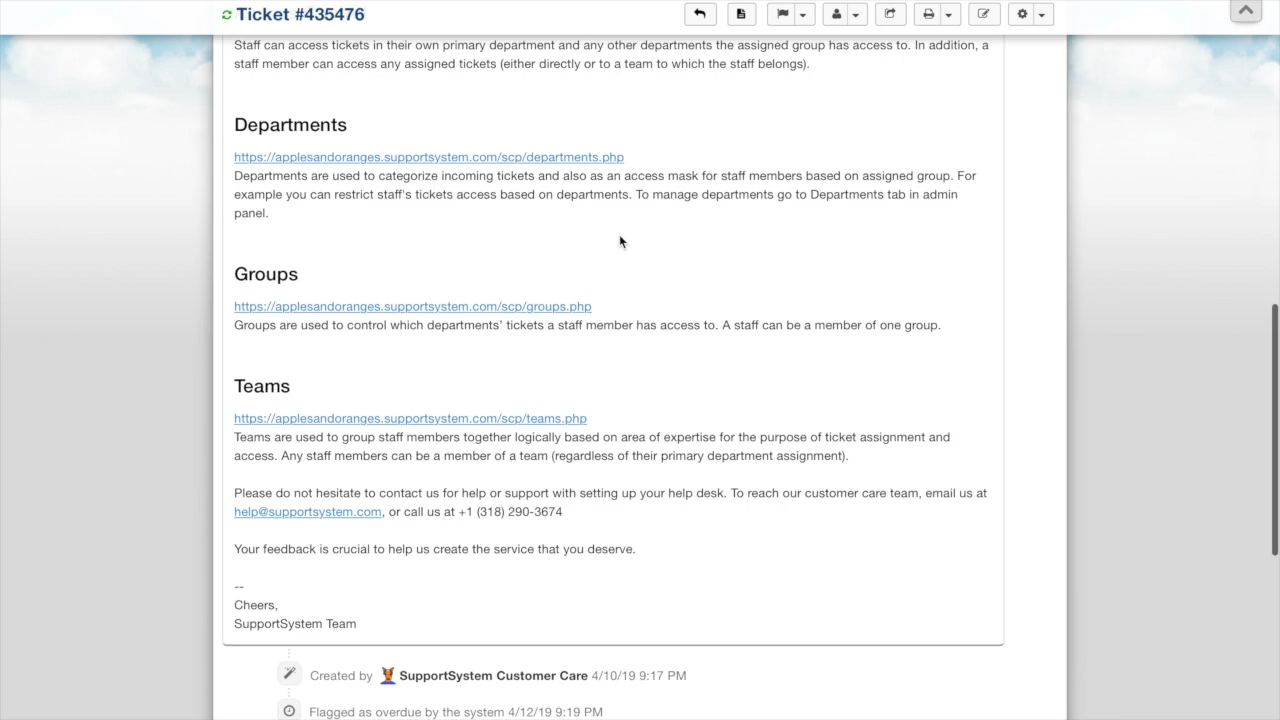 Ticket #435476
Staff can access tickets in their own primary department and any other departments the assigned group has access to. In addition, a
staff member can access any assigned tickets (either directly or to a team to which the staff belongs).
Departments
https://applesandoranges.supportsystem.com/scp/departments.php
Departments are used to categorize incoming tickets and also as an access mask for staff members based on assigned group. For
example you can restrict staff's tickets access based on departments. To manage departments go to Departments tab in admin
panel.
Groups
https://applesandoranges.supportsystem.com/scp/groups.php
Groups are used to control which departments' tickets a staff member has access to. A staff can be a member of one group.
Teams
https://applesandoranges.supportsystem.com/scp/teams.php
Teams are used to group staff members together logically based on area of expertise for the purpose of ticket assignment and
access. Any staff members can be a member of a team (regardless of their primary department assignment).
Please do not hesitate to contact us for help or support with setting up your help desk. To reach our customer care team, email us at
help@supportsystem.com, or call us at +1 (318) 290-3674
Your feedback is crucial to help us create the service that you deserve.
--
Cheers,
SupportSystem Team
Created by SupportSystem Customer Care 4/10/19 9:17 PM
Flagged as overdue by the system 4/12/19 9:19 PM